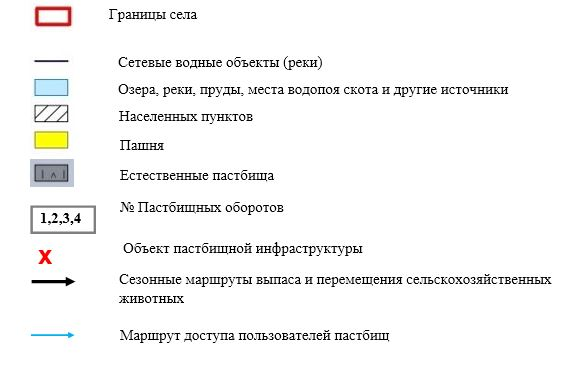 Границы села
Сетевые водные объекты (реки)
Озера, реки, пруды, места водопоя скота и другие источники
Населенных пунктов
Пашня
Естественные пастбища
1,2,3,4 № Пастбищных оборотов
X Объект пастбищной инфраструктуры
Сезонные маршруты выпаса и перемещения сельскохозяйственных
животных
Маршрут доступа пользователей пастбищ